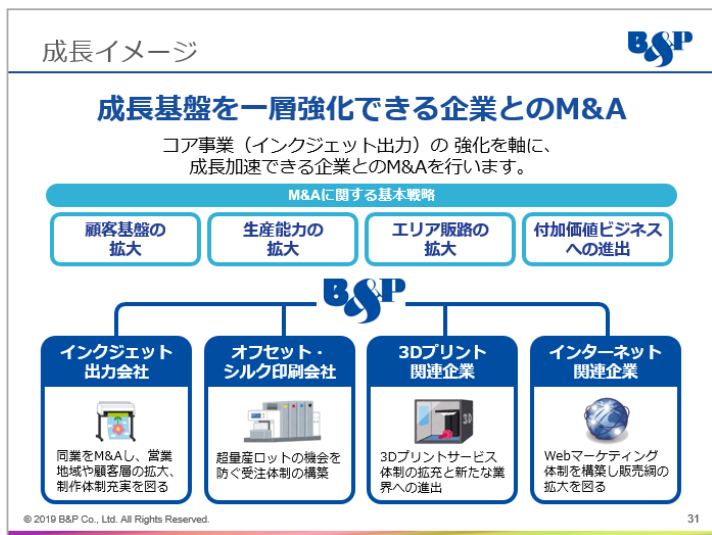 成長イメージ
B&P
成長基盤を一層強化できる企業とのM&A
コア事業（インクジェット出力）の 強化を軸に、
成長加速できる企業とのM&Aを行います。
M&Aに関する基本戦略
顧客基盤の
拡大
生産能力の
拡大
エリア販路の
拡大
付加価値ビジネス
への進出
B&P
インクジェット
出力会社
同業をM&Aし、営業
地域や顧客層の拡大、
制作体制充実を図る
オフセット・
シルク印刷会社
超量産ロットの機会を
防ぐ受注体制の構築
3Dプリント
関連企業
3D
3Dプリントサービス
体制の拡充と新たな業
界への進出
インターネット
関連企業
Webマーケティング
体制を構築し販売網の
拡大を図る
© 2019 B&P Co., Ltd. All Rights Reserved.
31